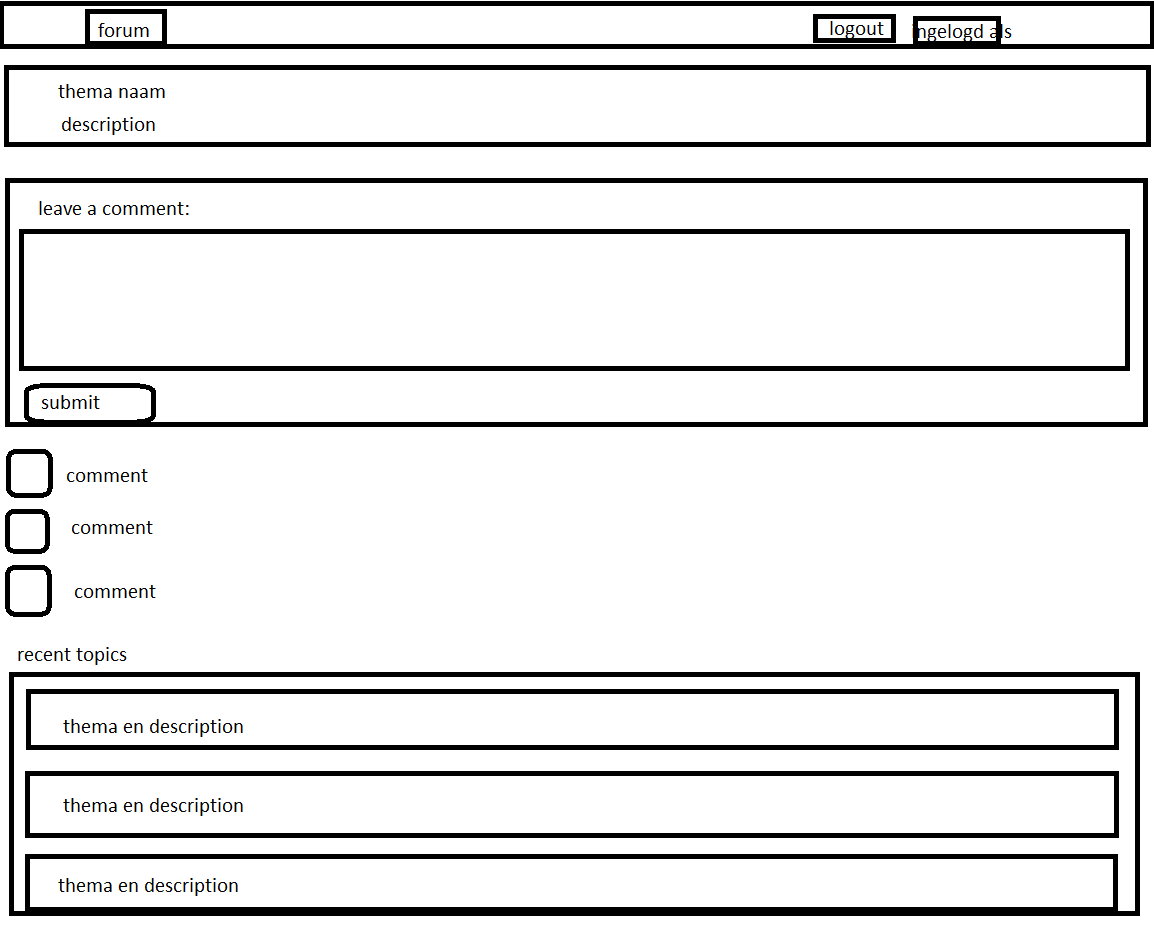 forum logout ingelogd als
thema naam
description
leave a comment:
submit
comment
comment
comment
recent topics
thema en description
thema en description
thema en description